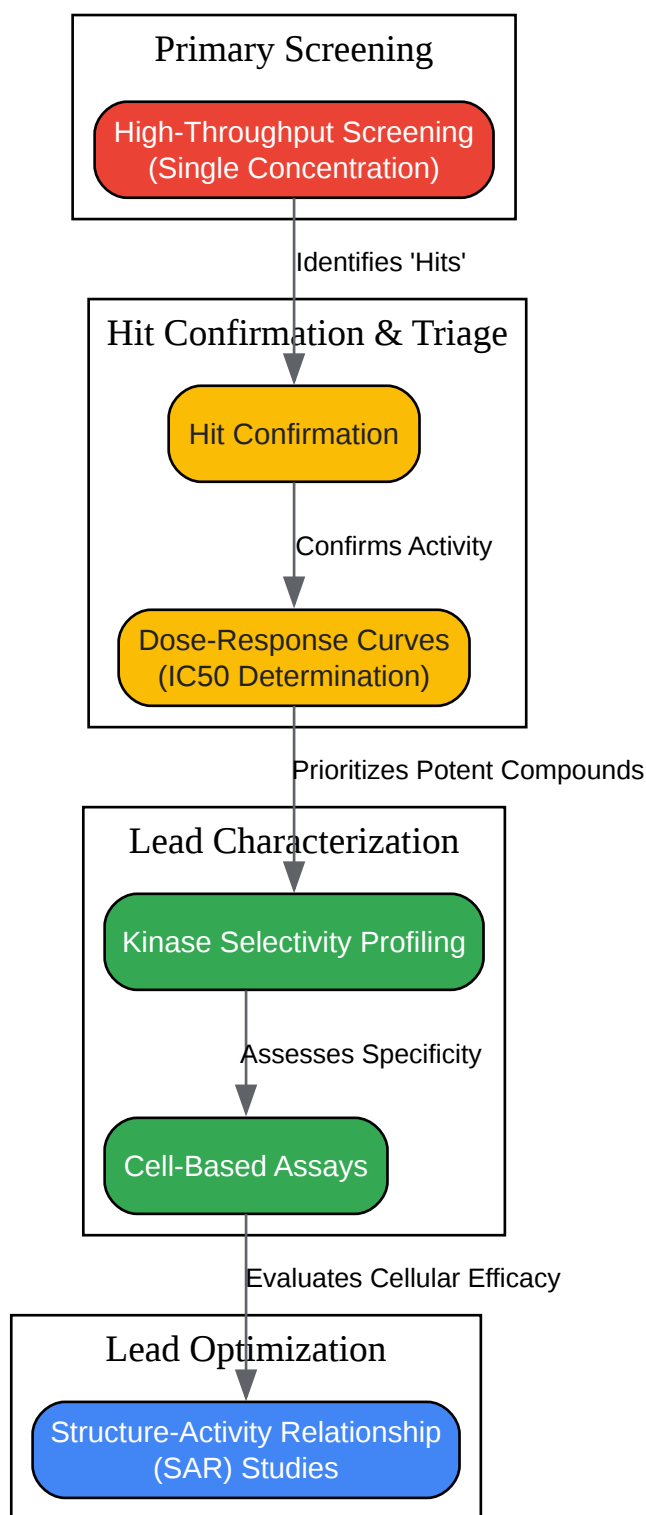 Primary Screening
High-Throughput Screening
(Single Concentration)
Identifies 'Hits'
Hit Confirmation & Triage
Hit Confirmation
Confirms Activity
Dose-Response Curves
(IC50 Determination)
Prioritizes Potent Compounds
Lead Characterization
Kinase Selectivity Profiling
Assesses Specificity
Cell-Based Assays
Evaluates Cellular Efficacy
Lead Optimization
Structure-Activity Relationship
(SAR) Studies